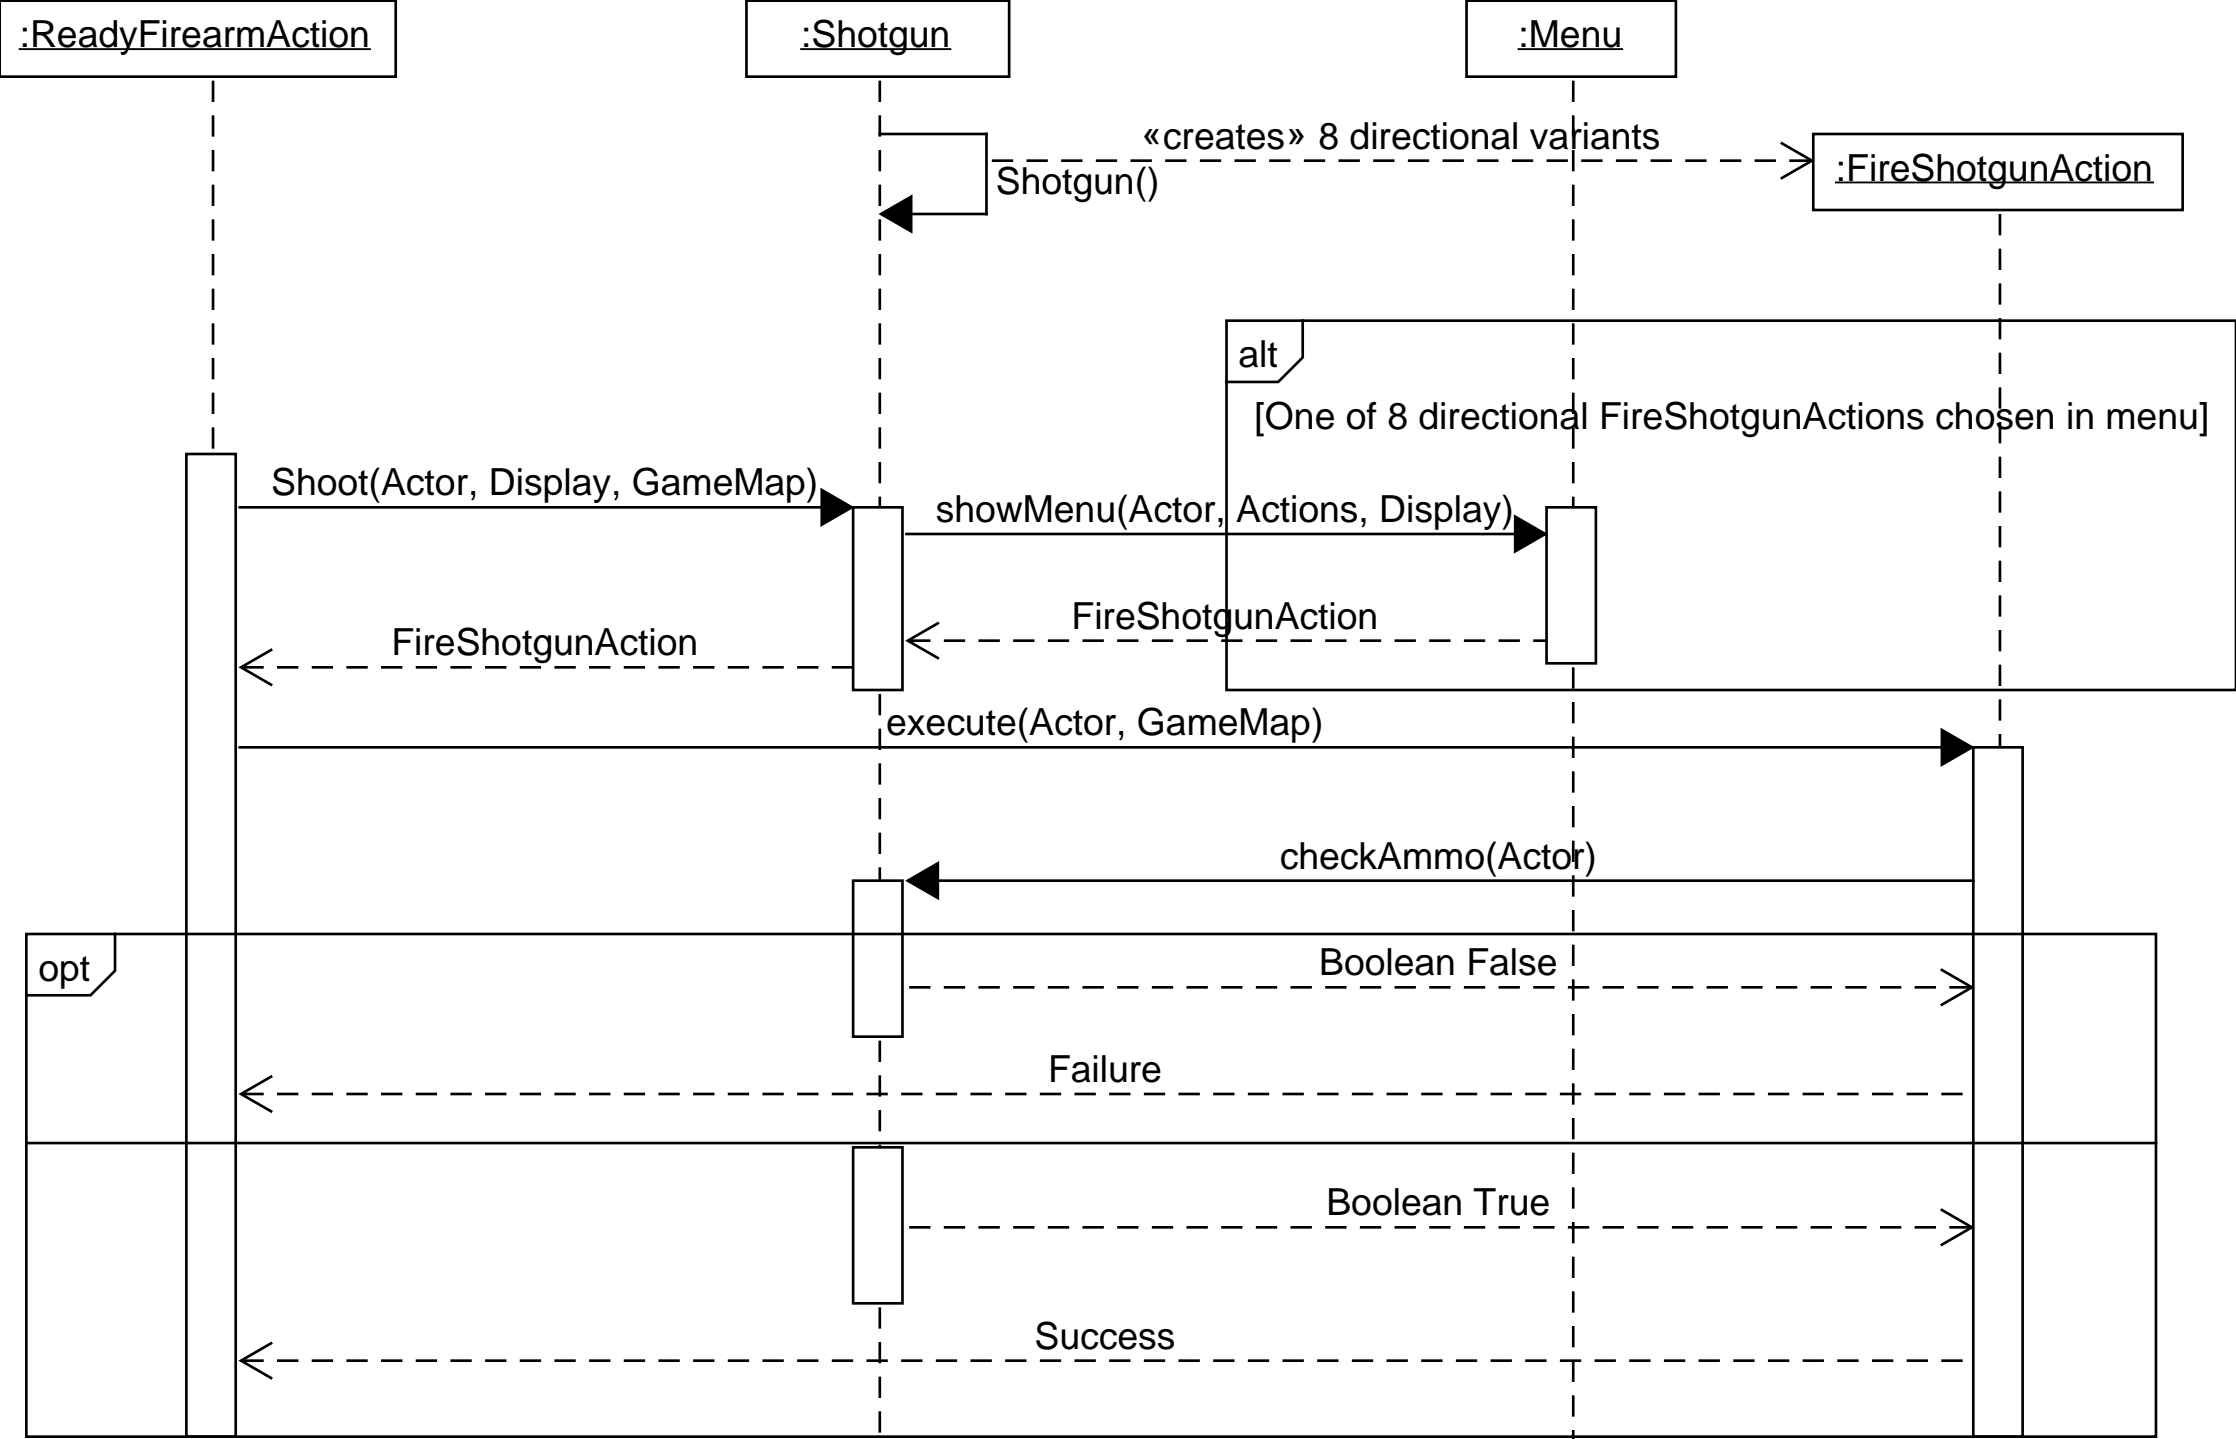 :ReadyFirearmAction
:Shotgun
:Menu
«creates» 8 directional variants
:FireShotgunAction
Shotgun()
alt
[One of 8 directional FireShotgunActions chosen in menu]
Shoot(Actor, Display, GameMap)
showMenu(Actor, Actions, Display)
FireShotgunAction
FireShotgunAction
execute(Actor, GameMap)
checkAmmo(Actor)
opt
Boolean False
Failure
Boolean True
Success